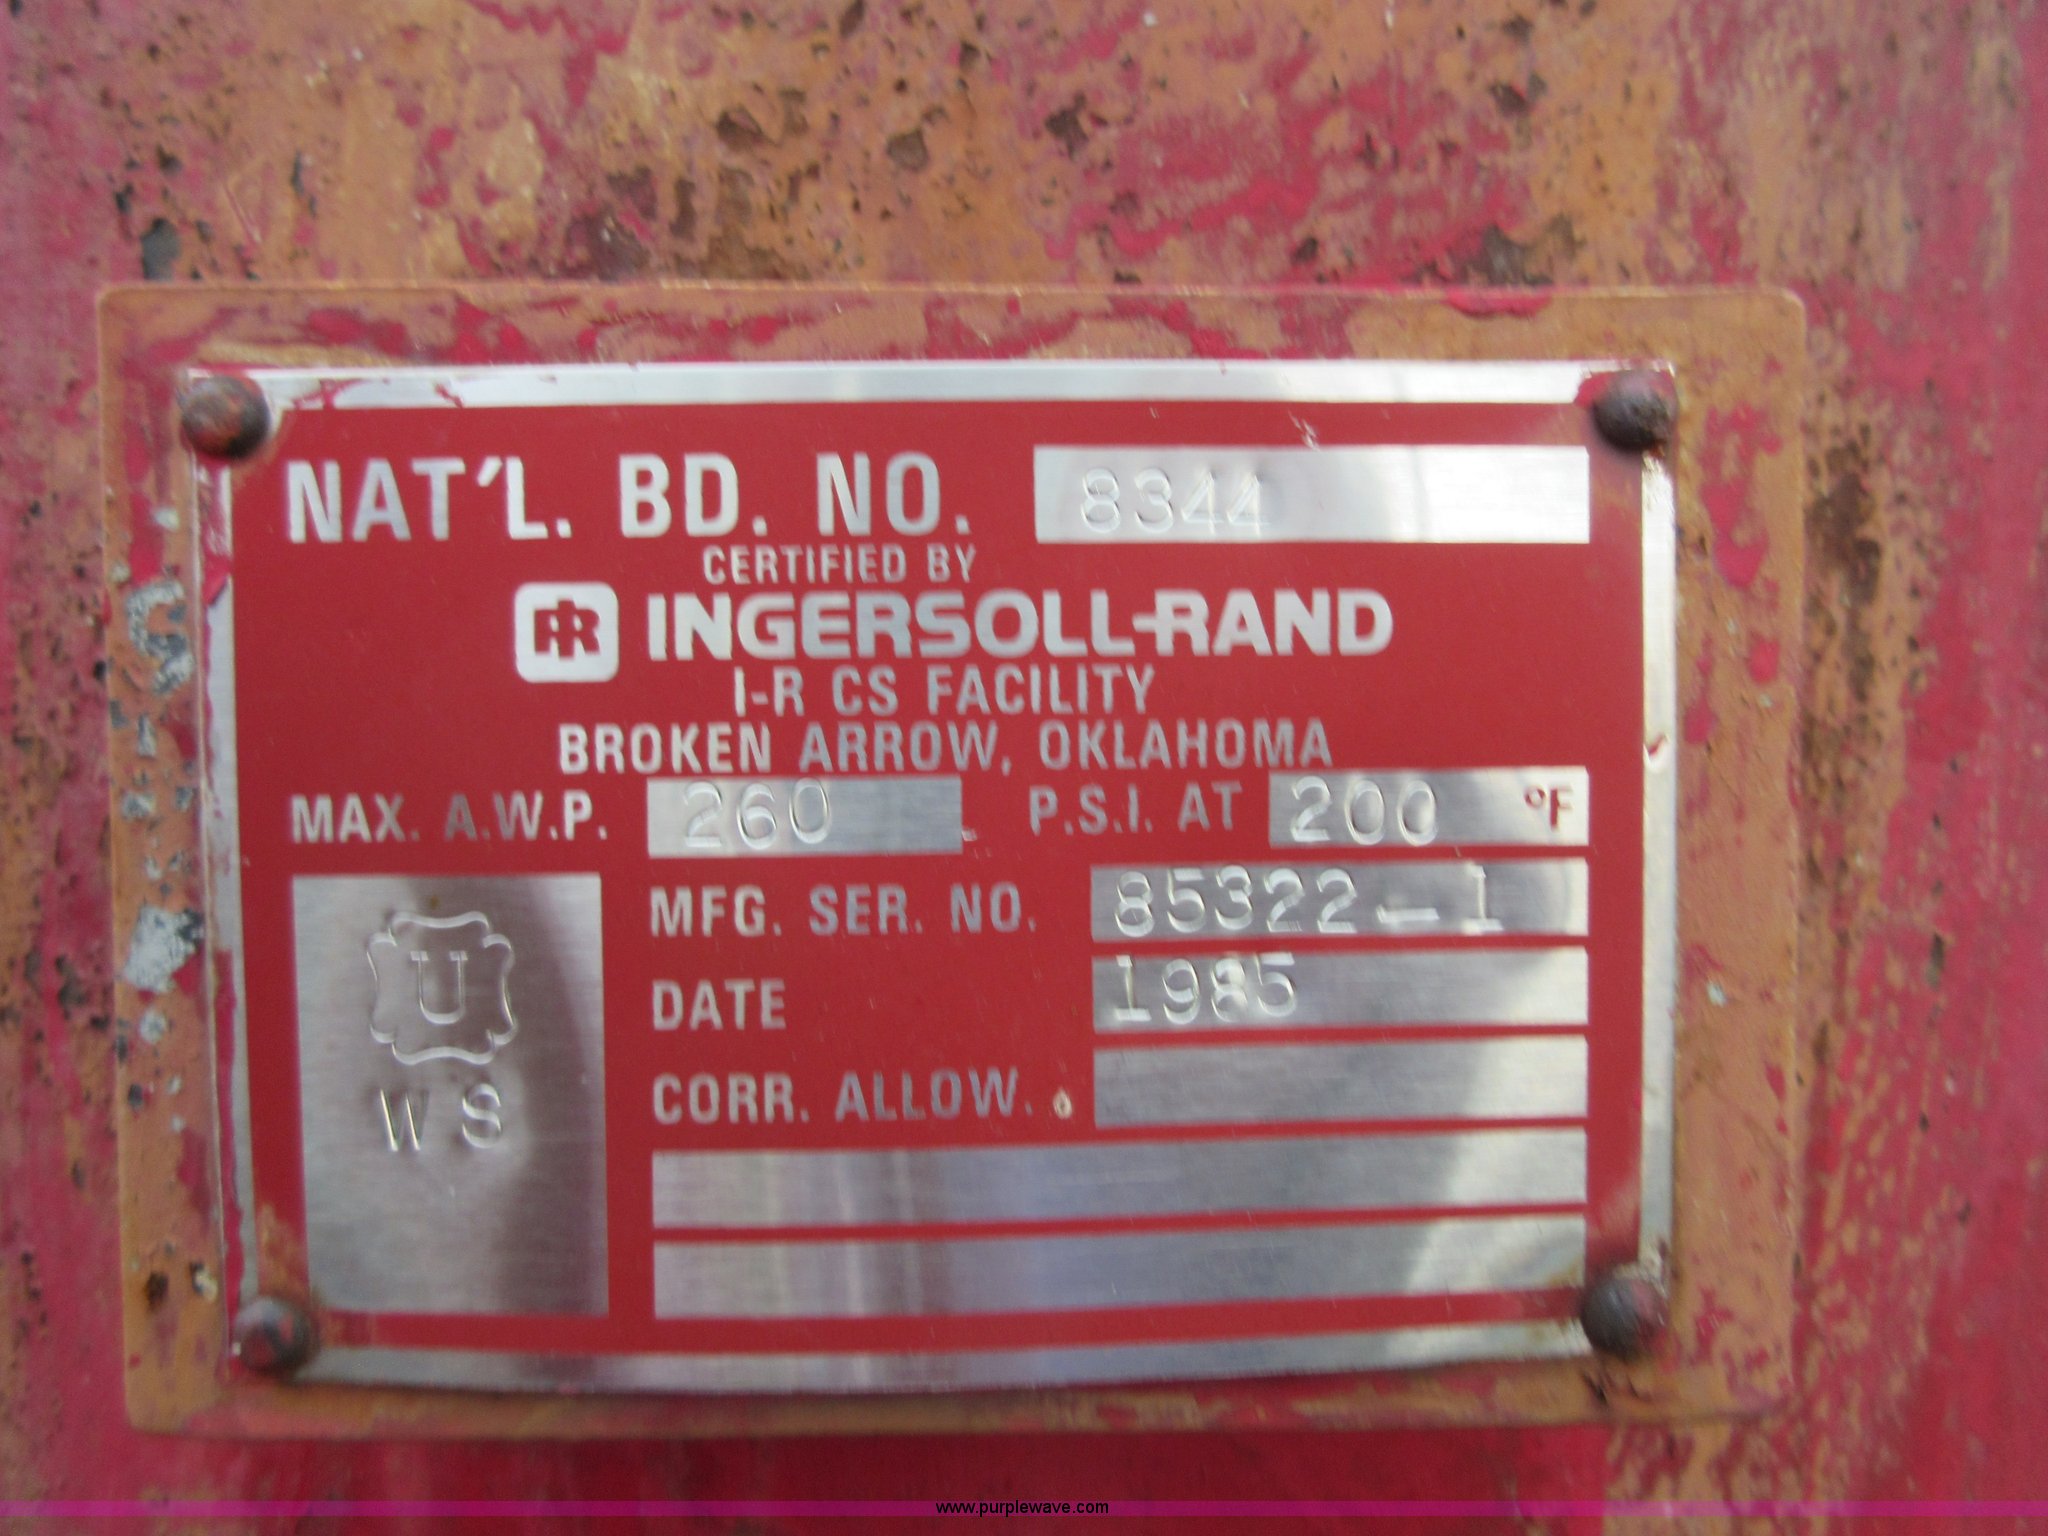 NAT'L. BD. NO. 8344
CERTIFIED BY
IR INGERSOLL-RAND
I-R CS FACILITY
BROKEN ARROW, OKLAHOMA
MAX. A.W.P. 260 P.S.I. AT 200 °F
MFG. SER. NO. 85322-1
DATE 1985
CORR. ALLOW.
U
W S
www.purplewave.com